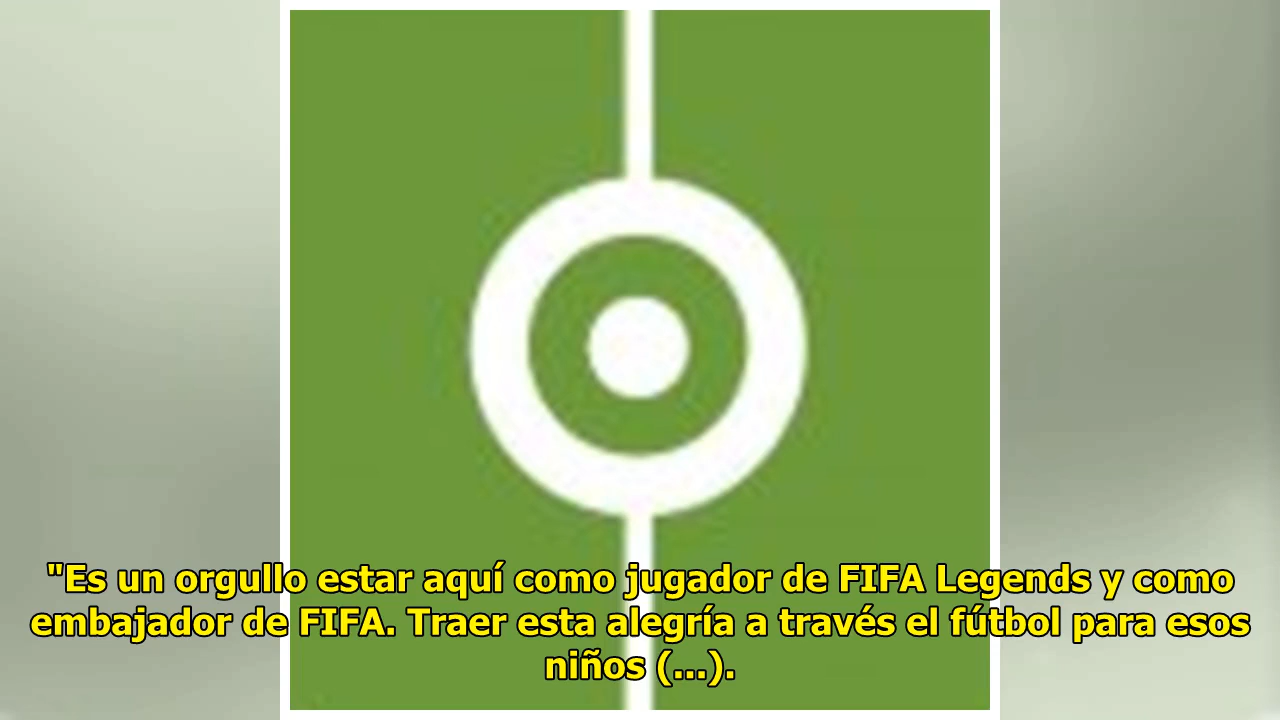 "Es un orgullo estar aquí como jugador de FIFA Legends y como
embajador de FIFA. Traer esta alegría a través el fútbol para esos
niños (...).